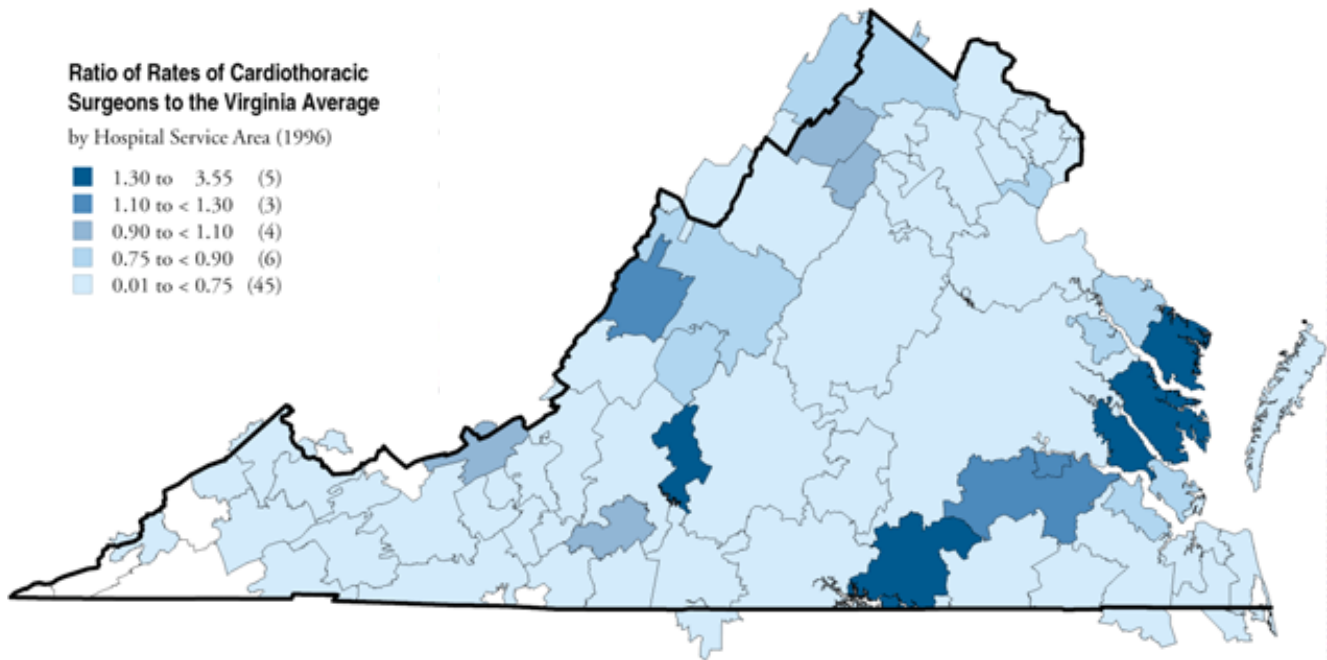 Ratio of Rates of Cardiothoracic
Surgeons to the Virginia Average
by Hospital Service Area (1996)
1.30 to 3.55 (5)
1.10 to < 1.30 (3)
0.90 to < 1.10 (4)
0.75 to < 0.90 (6)
0.01 to < 0.75 (45)